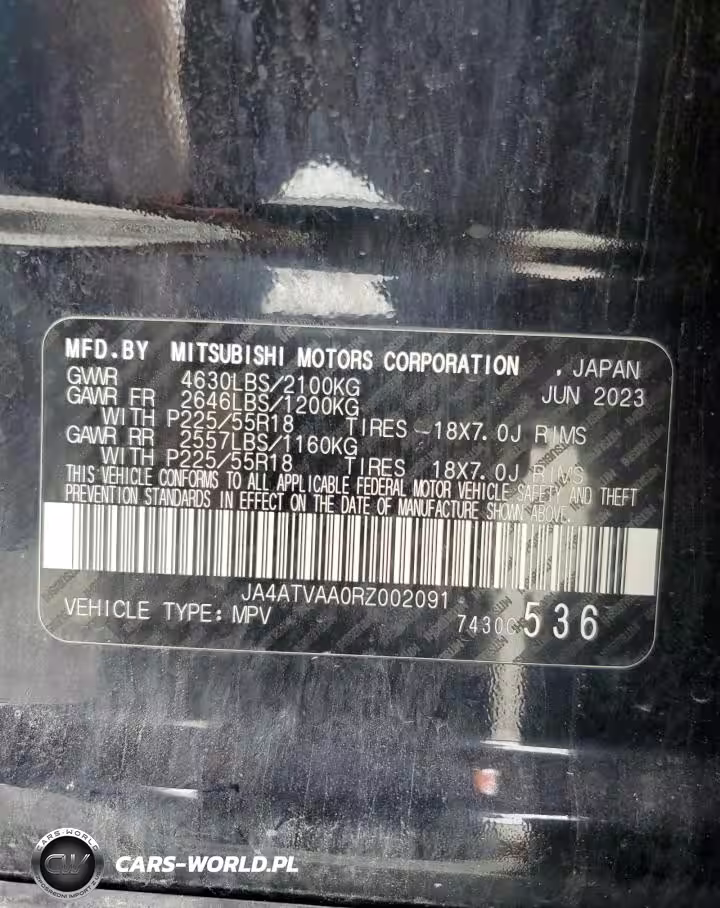 MFD.BY MITSUBISHI MOTORS CORPORATION , JAPAN
GVWR 4630LBS/2100KG JUN 2023
GAWR FR 2646LBS/1200KG
WITH P225/55R18 TIRES 18X7.0J RIMS
GAWR RR 2557LBS/1160KG
WITH P225/55R18 TIRES 18X7.0J RIMS
THIS VEHICLE CONFORMS TO ALL APPLICABLE FEDERAL MOTOR VEHICLE SAFETY AND THEFT
PREVENTION STANDARDS IN EFFECT ON THE DATE OF MANUFACTURE SHOWN ABOVE.
JA4ATVAA0RZ002091
VEHICLE TYPE: MPV 7430C 536
CARS-WORLD
CW
CARS-WORLD.PL